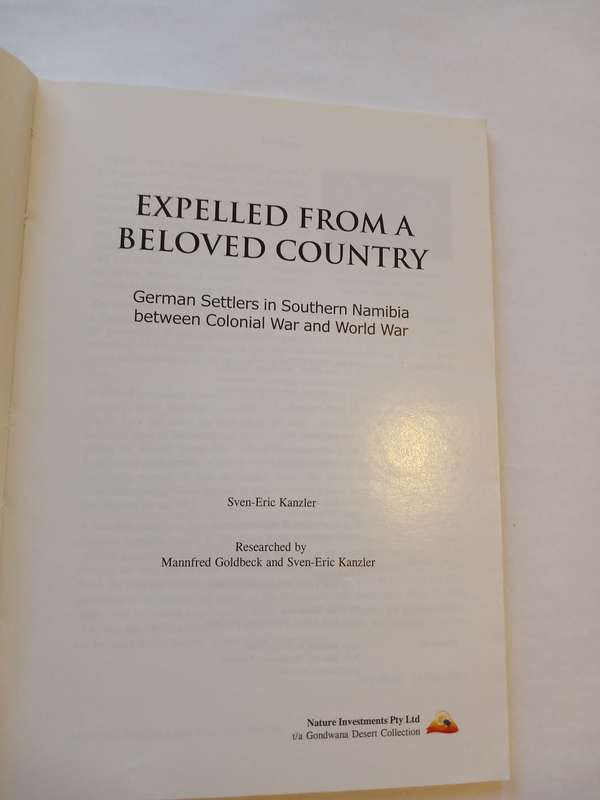 EXPELLED FROM A
BELOVED COUNTRY
German Settlers in Southern Namibia
between Colonial War and World War
Sven-Eric Kanzler
Researched by
Mannfred Goldbeck and Sven-Eric Kanzler
Nature Investments Pty Ltd
t/a Gondwana Desert Collection